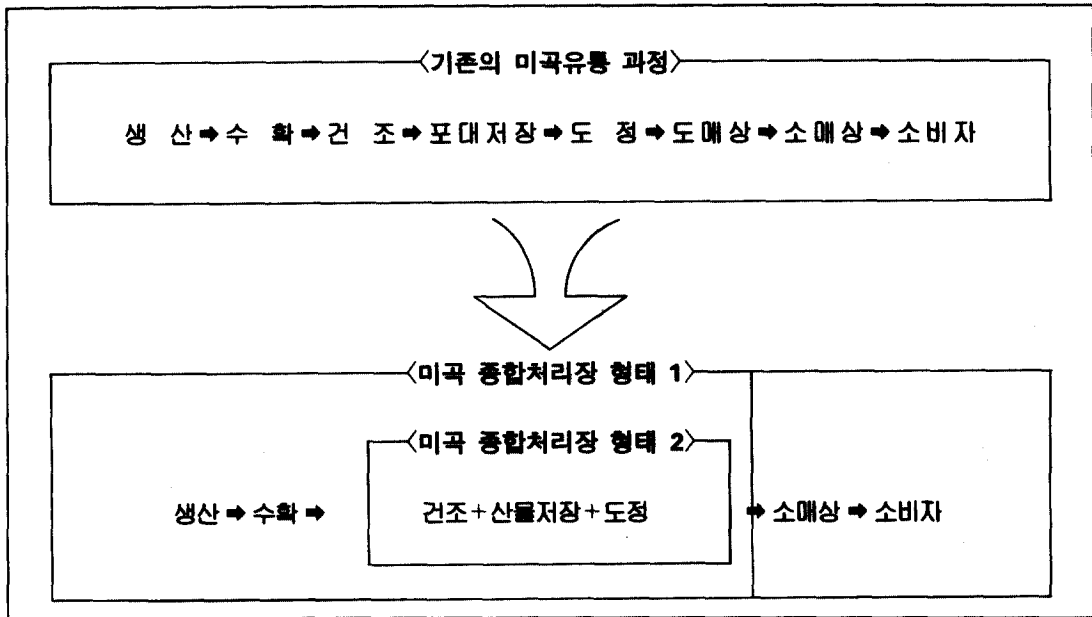 〈기존의 미곡유통 과정〉
생 산➡수 확➡건 조➡포대저장➡도 정➡도매상➡소매상➡소비자
〈미곡 종합처리장 형태 1〉
〈미곡 종합처리장 형태 2〉
생산➡수확➡ 건조+산물저장+도정 ➡소매상➡소비자